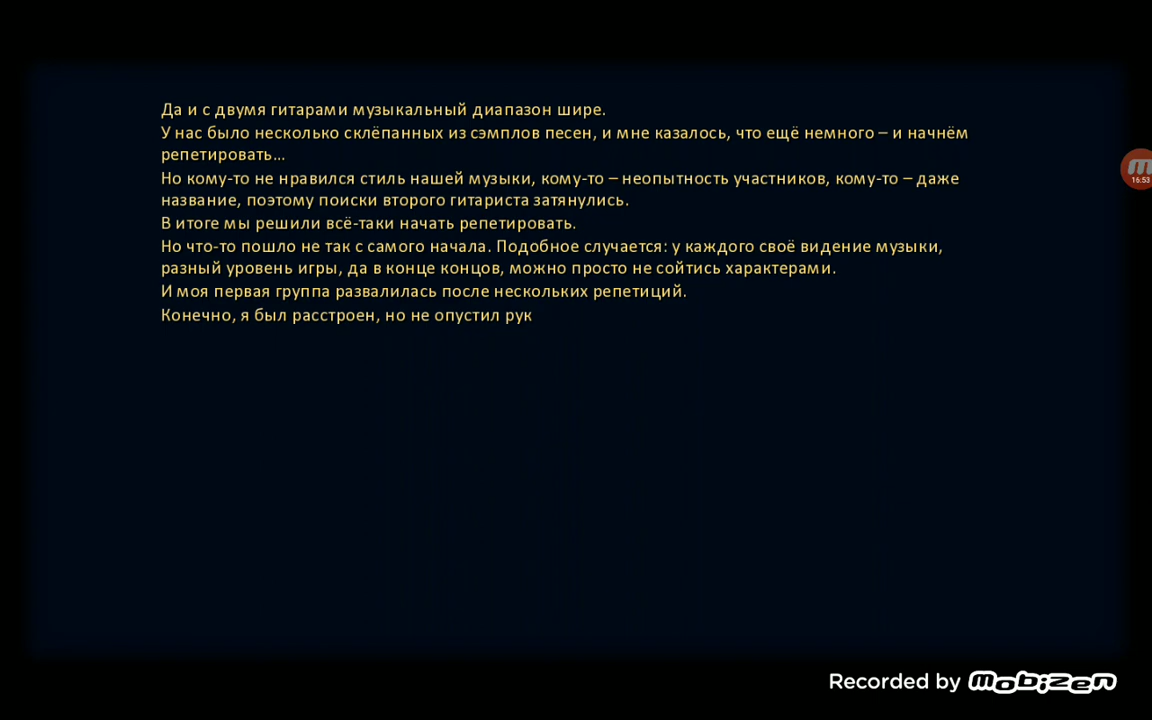 Да и с двумя гитарами музыкальный диапазон шире.
У нас было несколько склёпанных из сэмплов песен, и мне казалось, что ещё немного – и начнём
репетировать...
Но кому-то не нравился стиль нашей музыки, кому-то – неопытность участников, кому-то – даже
название, поэтому поиски второго гитариста затянулись.
В итоге мы решили всё-таки начать репетировать.
Но что-то пошло не так с самого начала. Подобное случается: у каждого своё видение музыки,
разный уровень игры, да в конце концов, можно просто не сойтись характерами.
И моя первая группа развалилась после нескольких репетиций.
Конечно, я был расстроен, но не опустил рук
16:53
Recorded by mobizen